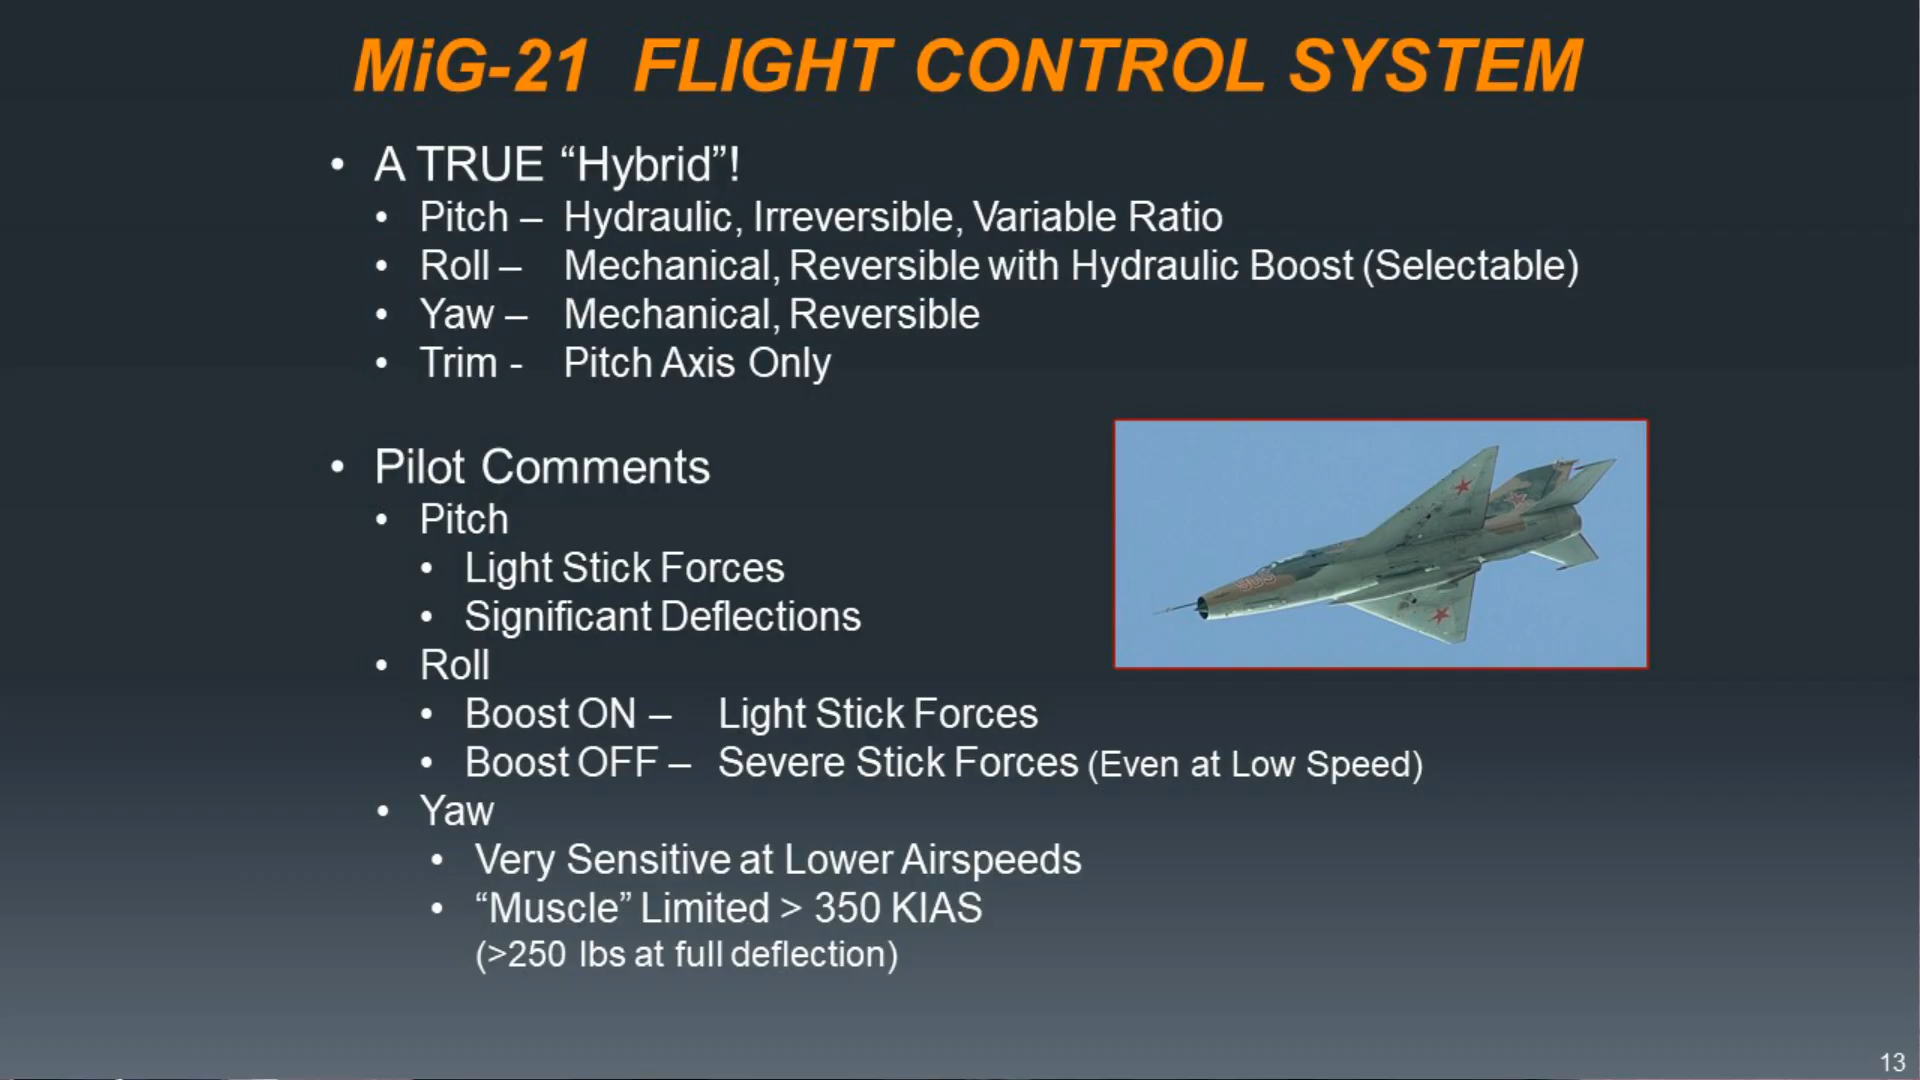 MiG-21 FLIGHT CONTROL SYSTEM
• A TRUE “Hybrid”!
• Pitch – Hydraulic, Irreversible, Variable Ratio
• Roll – Mechanical, Reversible with Hydraulic Boost (Selectable)
• Yaw – Mechanical, Reversible
• Trim - Pitch Axis Only
• Pilot Comments
• Pitch
• Light Stick Forces
• Significant Deflections
• Roll
• Boost ON – Light Stick Forces
• Boost OFF – Severe Stick Forces (Even at Low Speed)
• Yaw
• Very Sensitive at Lower Airspeeds
• “Muscle” Limited > 350 KIAS
(>250 lbs at full deflection)
13